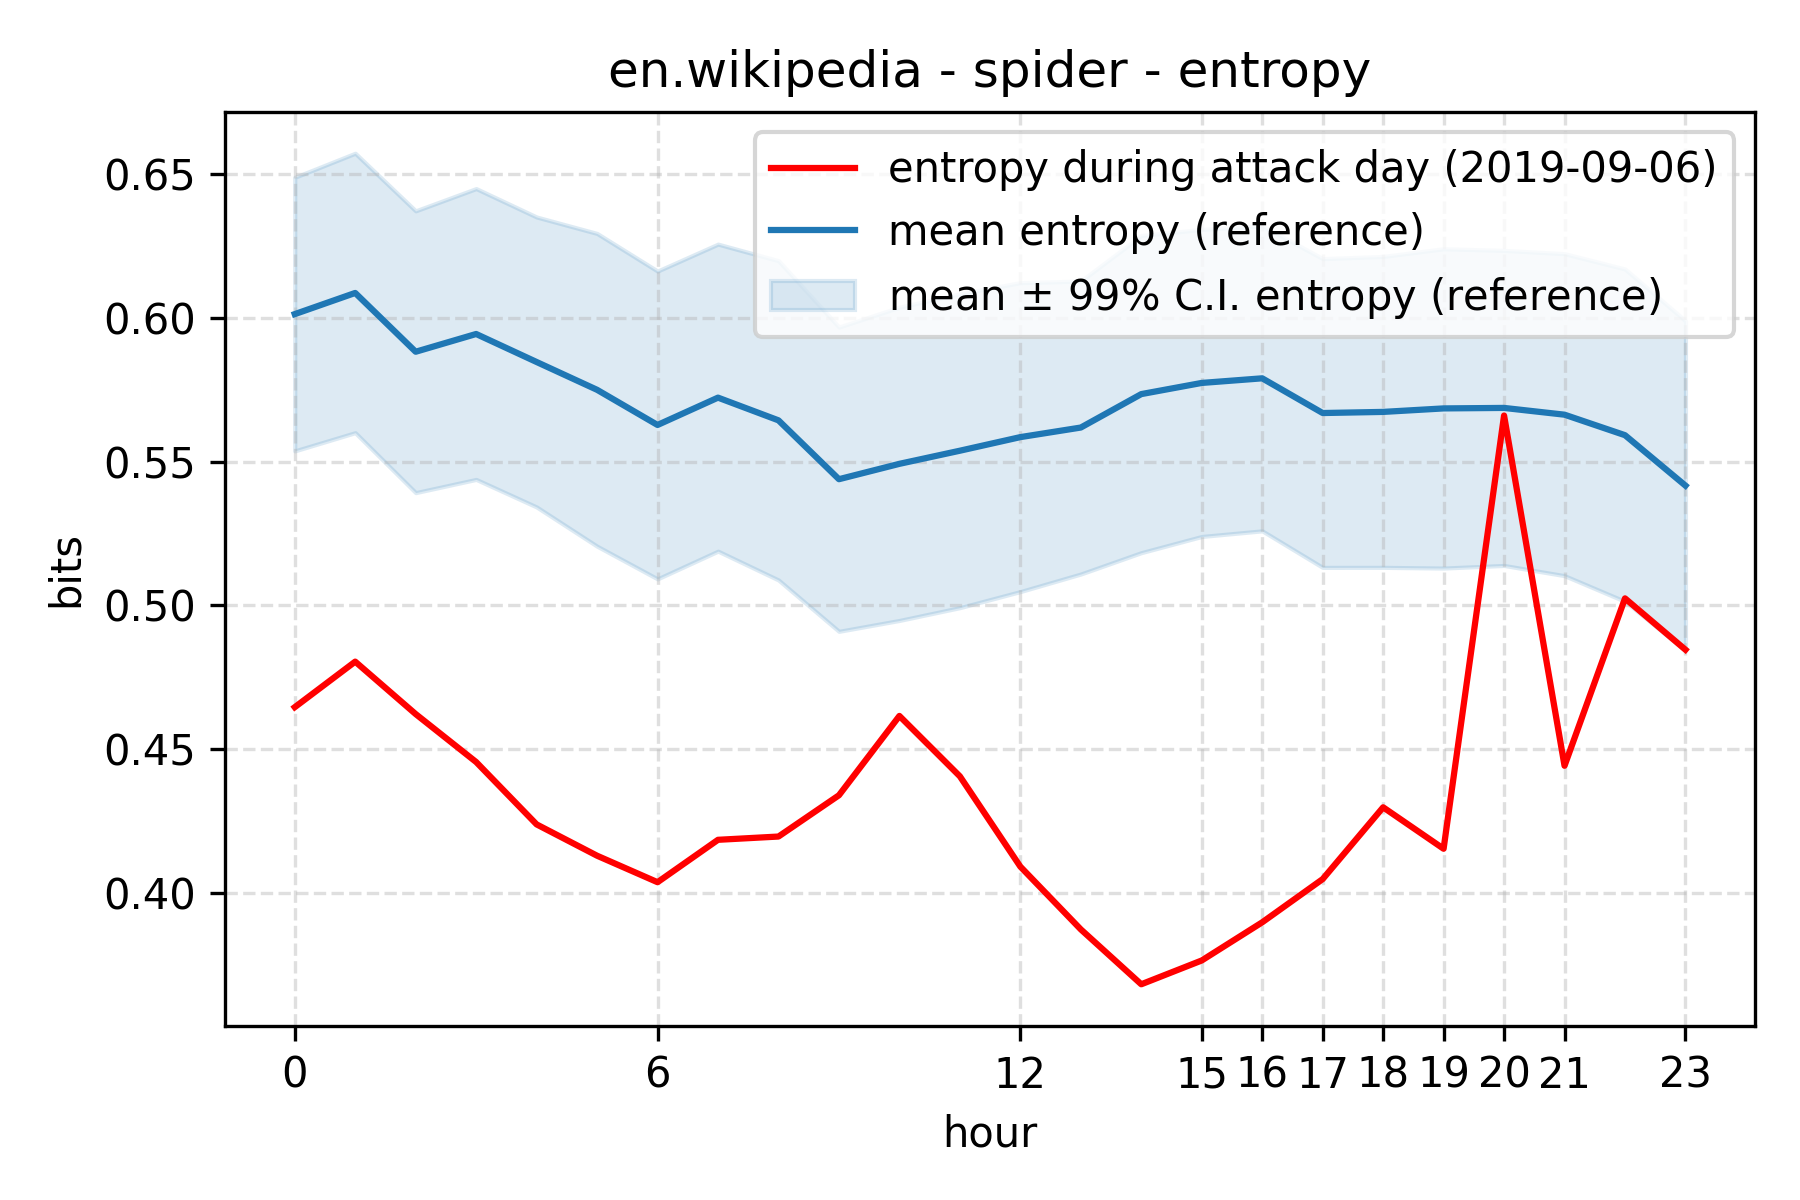 en.wikipedia - spider - entropy
entropy during attack day (2019-09-06)
mean entropy (reference)
mean ± 99% C.I. entropy (reference)
0.65
0.60
0.55
0.50
0.45
0.40
bits
0 6 12 15 16 17 18 19 20 21 23
hour